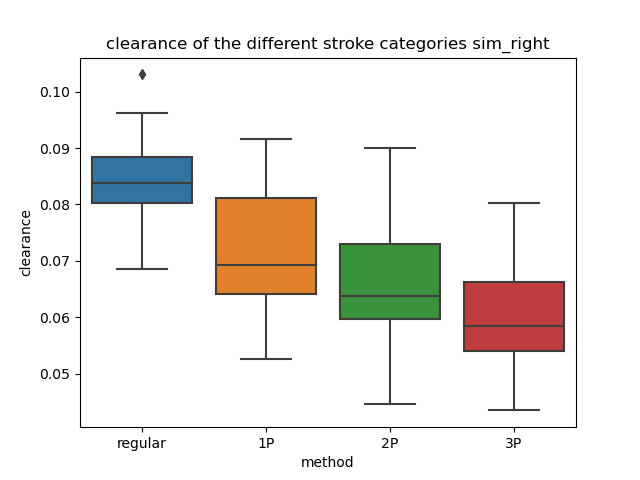 clearance of the different stroke categories sim_right
0.10
0.09
0.08
0.07
0.06
0.05
clearance
regular 1P 2P 3P
method